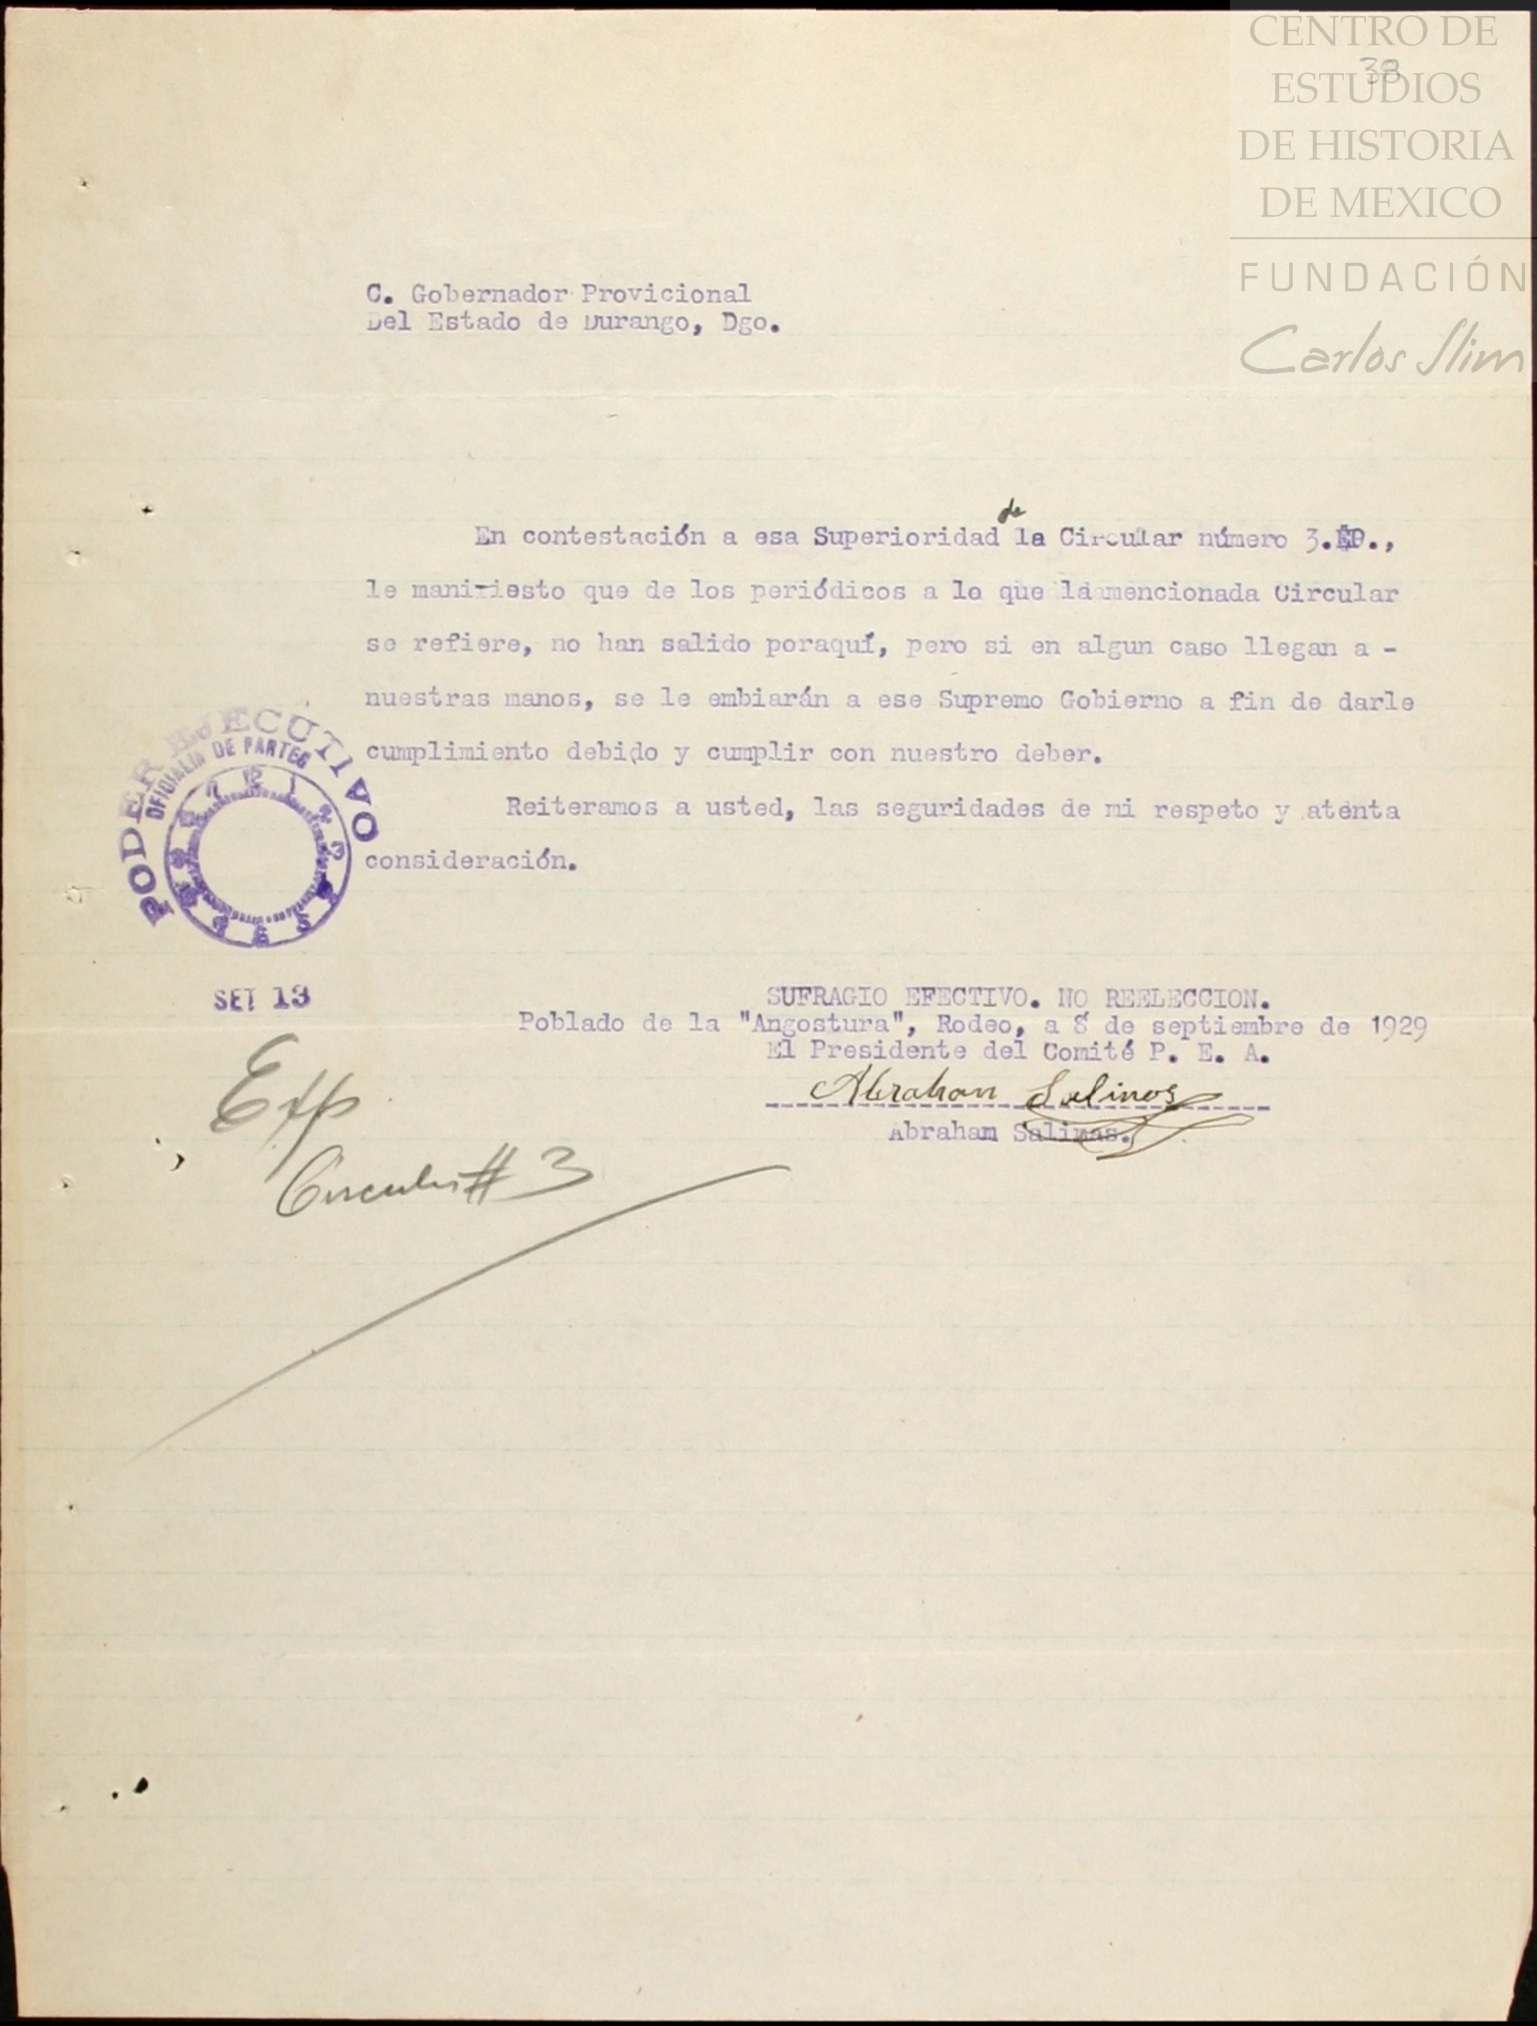 CENTRO DE
38
ESTUDIOS
DE HISTORIA
DE MEXICO
FUNDACIÓN
Carlos Slim
C. Gobernador Provicional
Del Estado de Durango, Dgo.
de
En contestación a esa Superioridad la Circular número 3.EP.,
le manifiesto que de los periódicos a lo que la mencionada Circular
se refiere, no han salido poraquí, pero si en algun caso llegan a -
nuestras manos, se le embiarán a ese Supremo Gobierno a fin de darle
cumplimiento debido y cumplir con nuestro deber.
Reiteramos a usted, las seguridades de mi respeto y atenta
consideración.
PODER EJECUTIVO
OFICIALIA DE PARTES
SET 13
SUFRAGIO EFECTIVO. NO REELECCION.
Poblado de la "Angostura", Rodeo, a 8 de septiembre de 1929
El Presidente del Comité P. E. A.
Abraham Salinas
Abraham Salinas.
Exp
Circular # 3